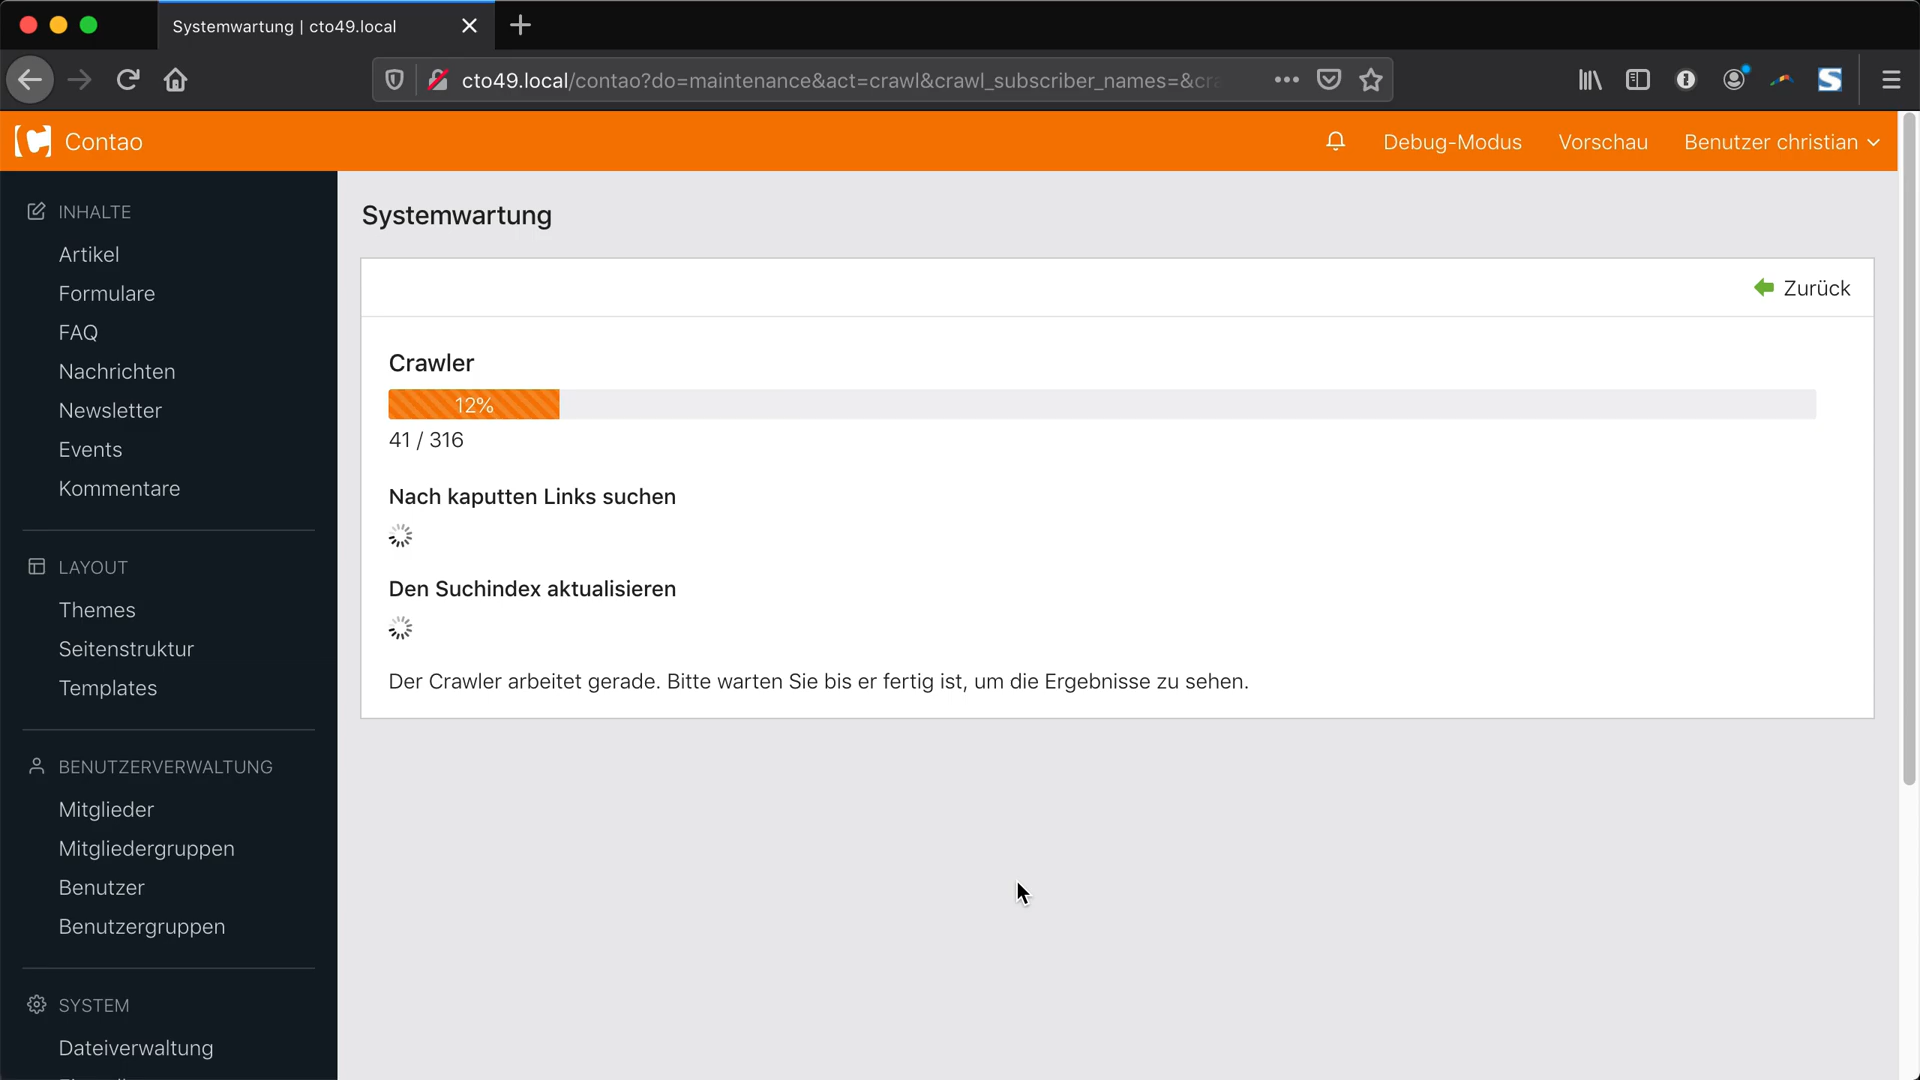 Systemwartung | cto49.local
cto49.local/contao?do=maintenance&act=crawl&crawl_subscriber_names=&cra
Contao
Debug-Modus
Vorschau
Benutzer christian
INHALTE
Artikel
Formulare
FAQ
Nachrichten
Newsletter
Events
Kommentare
LAYOUT
Themes
Seitenstruktur
Templates
BENUTZERVERWALTUNG
Mitglieder
Mitgliedergruppen
Benutzer
Benutzergruppen
SYSTEM
Dateiverwaltung
Systemwartung
Zurück
Crawler
12%
41 / 316
Nach kaputten Links suchen
Den Suchindex aktualisieren
Der Crawler arbeitet gerade. Bitte warten Sie bis er fertig ist, um die Ergebnisse zu sehen.